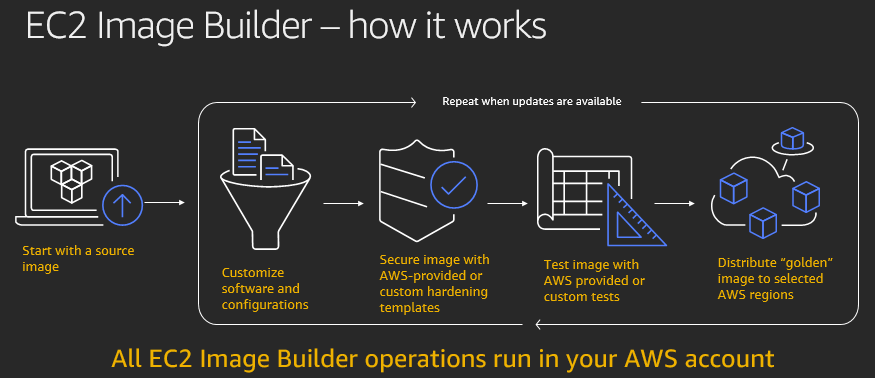 EC2 Image Builder – how it works
Repeat when updates are available
Start with a source
image
Customize
software and
configurations
Secure image with
AWS-provided or
custom hardening
templates
Test image with
AWS provided or
custom tests
Distribute “golden”
image to selected
AWS regions
All EC2 Image Builder operations run in your AWS account